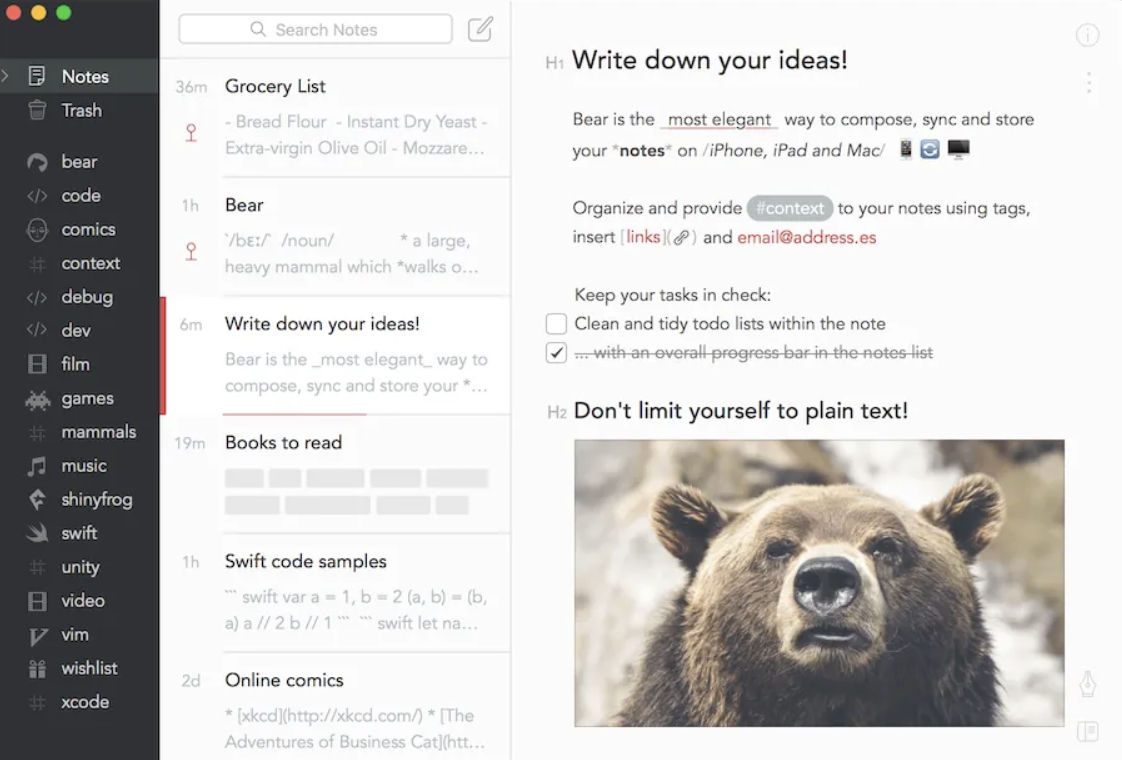 Search Notes
Notes
Trash
bear
code
comics
context
debug
dev
film
games
mammals
music
shinyfrog
swift
unity
video
vim
wishlist
xcode
36m Grocery List
- Bread Flour - Instant Dry Yeast -
Extra-virgin Olive Oil - Mozzare…
1h Bear
`/bɛː/` /noun/ * a large,
heavy mammal which *walks o…
6m Write down your ideas!
Bear is the _most elegant_ way to
compose, sync and store your *…
19m Books to read
1h Swift code samples
``` swift var a = 1, b = 2 (a, b) = (b,
a) a // 2 b // 1 ``` ``` swift let na…
2d Online comics
* [xkcd](http://xkcd.com/) * [The
Adventures of Business Cat](htt…
H1 Write down your ideas!
Bear is the _most elegant_ way to compose, sync and store
your *notes* on /iPhone, iPad and Mac/ 📱🔄🖥
Organize and provide #context to your notes using tags,
insert [links](🔗) and email@address.es
Keep your tasks in check:
Clean and tidy todo lists within the note
... with an overall progress bar in the notes list
H2 Don't limit yourself to plain text!